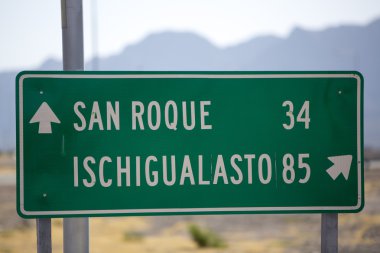 SAN ROQUE 34
ISCHIGUALASTO 85